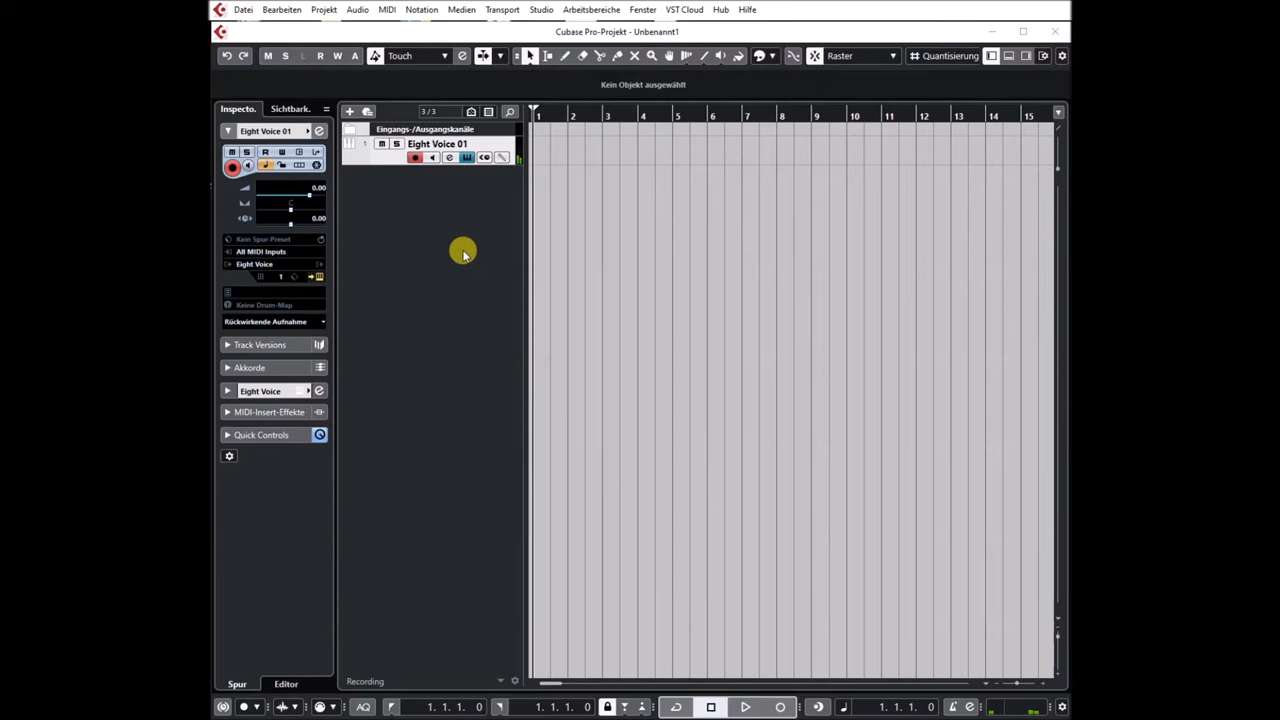 Datei Bearbeiten Projekt Audio MIDI Notation Medien Transport Studio Arbeitsbereiche Fenster VST Cloud Hub Hilfe
Cubase Pro-Projekt - Unbenannt1
M S L R W A Touch Raster Quantisierung
Kein Objekt ausgewählt
Inspecto. Sichtbark. 3 / 3 1 2 3 4 5 6 7 8 9 10 11 12 13 14 15
Eight Voice 01
Eingangs-/Ausgangskanäle
1 M S Eight Voice 01
M S R W
0.00
C
0.00
Kein Spur-Preset
All MIDI Inputs
Eight Voice
1
Keine Drum-Map
Rückwirkende Aufnahme
Track Versions
Akkorde
Eight Voice
MIDI-Insert-Effekte
Quick Controls
Recording
Spur Editor
AQ 1. 1. 1. 0 1. 1. 1. 0 1. 1. 1. 0